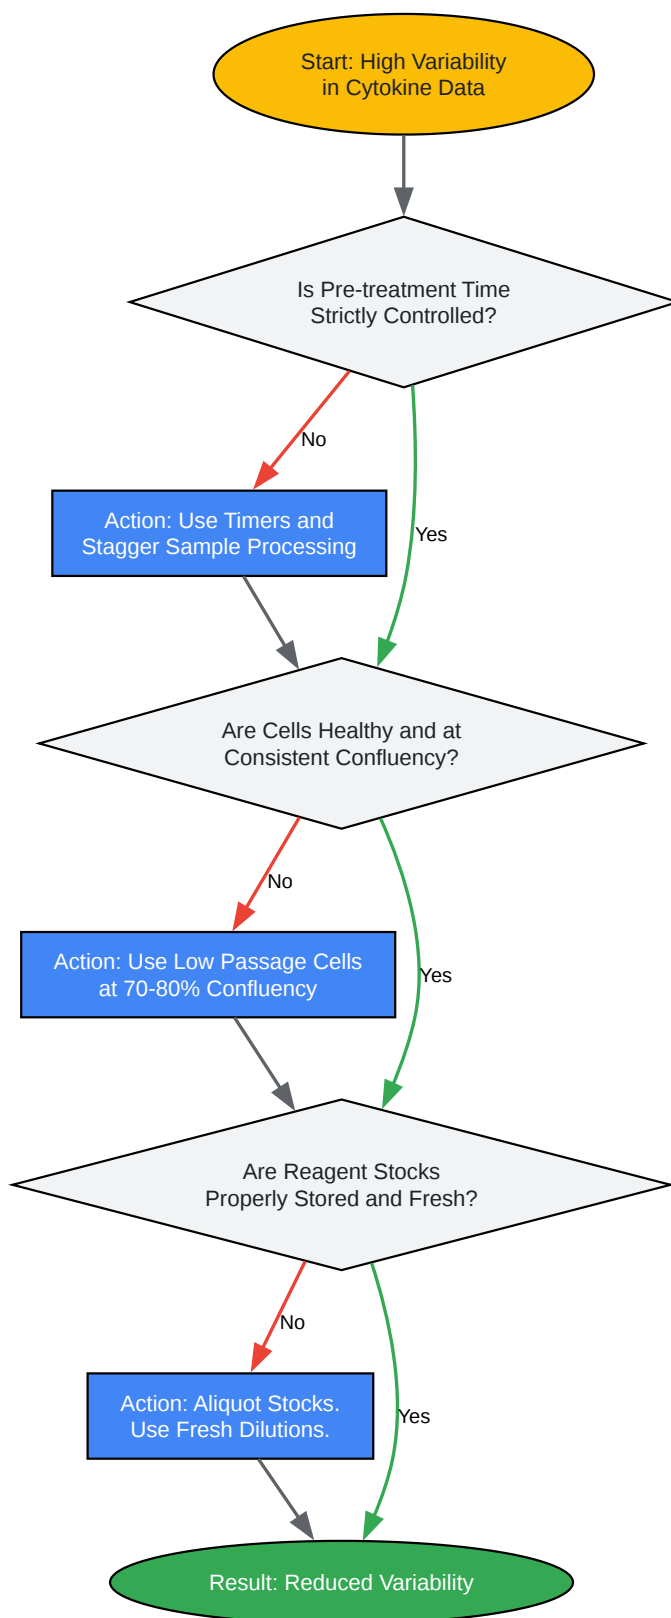 Start: High Variability
in Cytokine Data
Is Pre-treatment Time
Strictly Controlled?
No
Action: Use Timers and
Stagger Sample Processing
Yes
Are Cells Healthy and at
Consistent Confluency?
No
Action: Use Low Passage Cells
at 70-80% Confluency
Yes
Are Reagent Stocks
Properly Stored and Fresh?
No
Action: Aliquot Stocks.
Use Fresh Dilutions.
Yes
Result: Reduced Variability